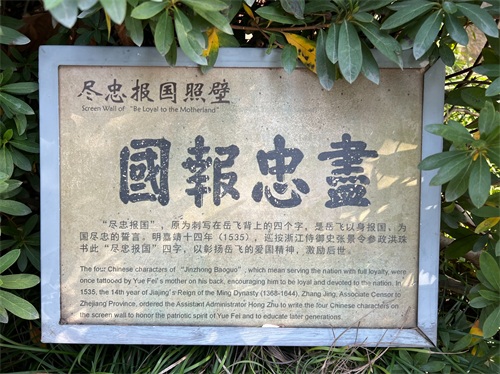 尽忠报国照壁
Screen Wall of "Be Loyal to the Motherland"
國報忠盡
“尽忠报国”，原为刺写在岳飞背上的四个字，是岳飞以身报国、为
国尽忠的誓言。明嘉靖十四年（1535），巡按浙江侍御史张景令参政洪珠
书此“尽忠报国”四字，以彰扬岳飞的爱国精神，激励后世。
The four Chinese characters of "Jinzhong Baoguo", which mean serving the nation with full loyalty, were
once tattooed by Yue Fei's mother on his back, encouraging him to be loyal and devoted to the nation. In
1535, the 14th year of Jiajing's Reign of the Ming Dynasty (1368-1644), Zhang Jing, Associate Censor to
Zhejiang Province, ordered the Assistant Administrator Hong Zhu to write the four Chinese characters on
the screen wall to honor the patriotic spirit of Yue Fei and to educate later generations.